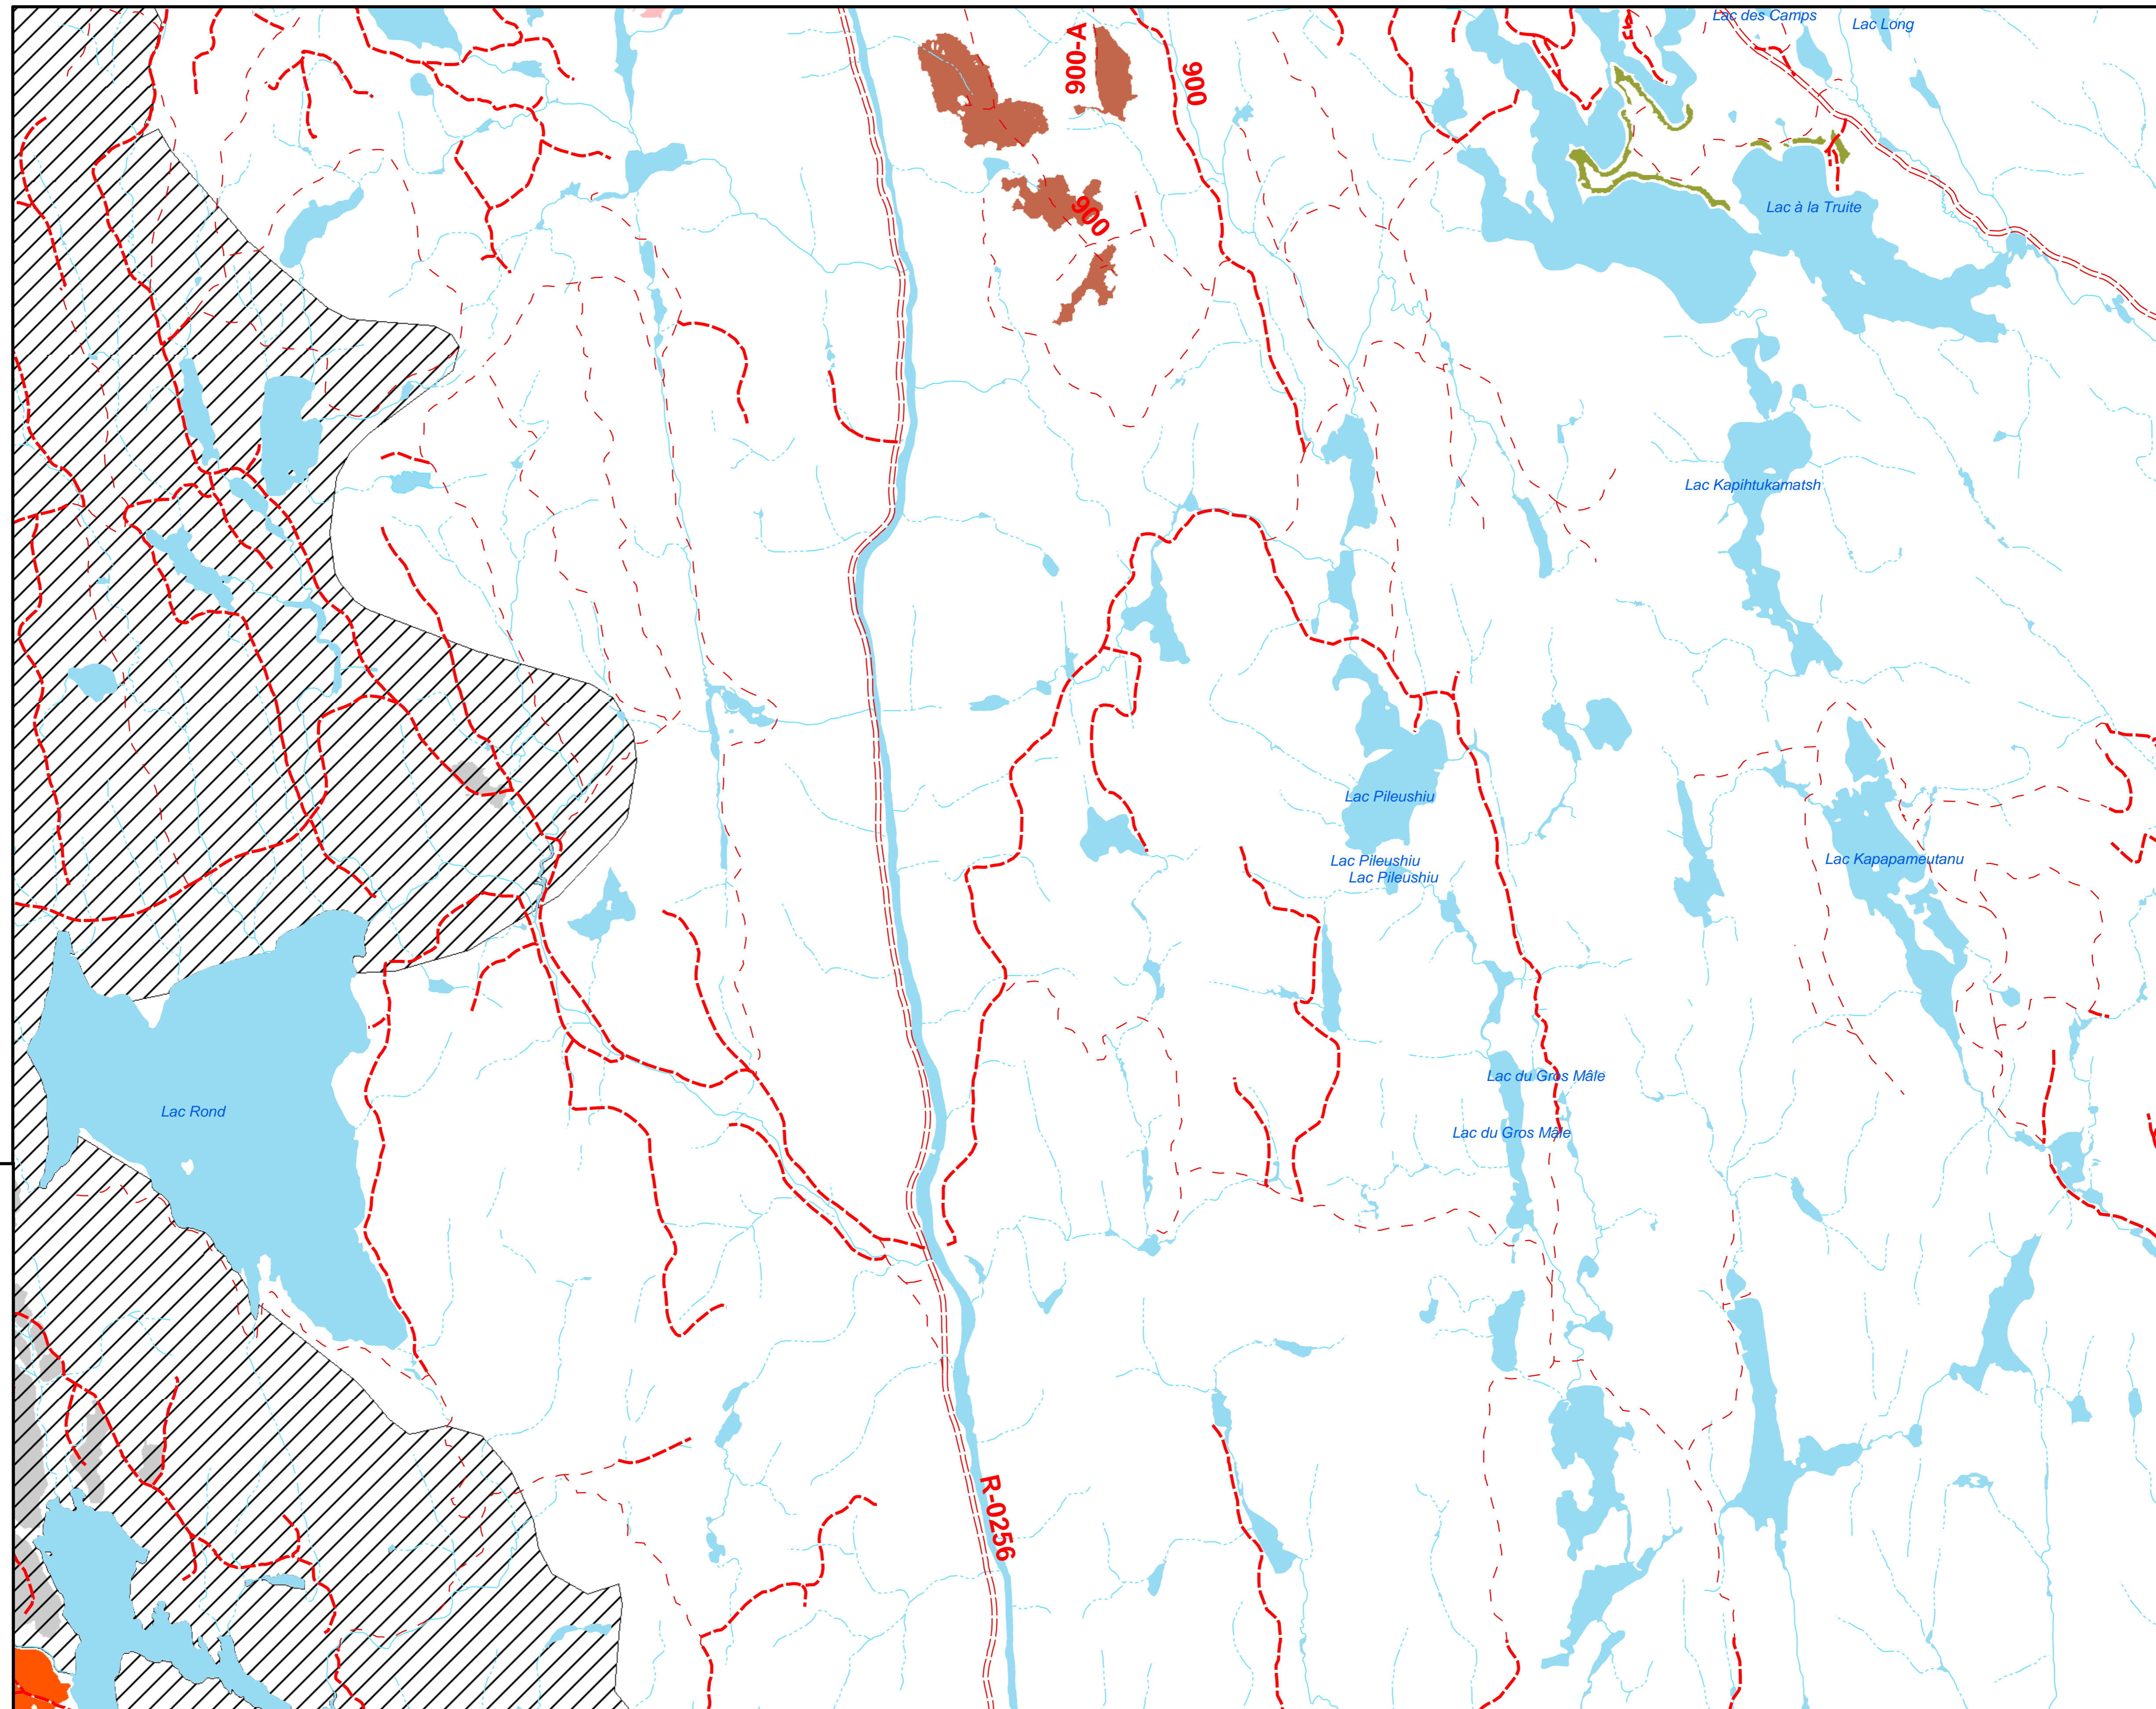 Lac des Camps
Lac Long
900-A
900
Lac à la Truite
900
Lac Kapihtukamatsh
Lac Pileushiu
Lac Pileushiu
Lac Pileushiu
Lac Kapapameutanu
Lac du Gros Mâle
Lac Rond
Lac du Gros Mâle
R-0256